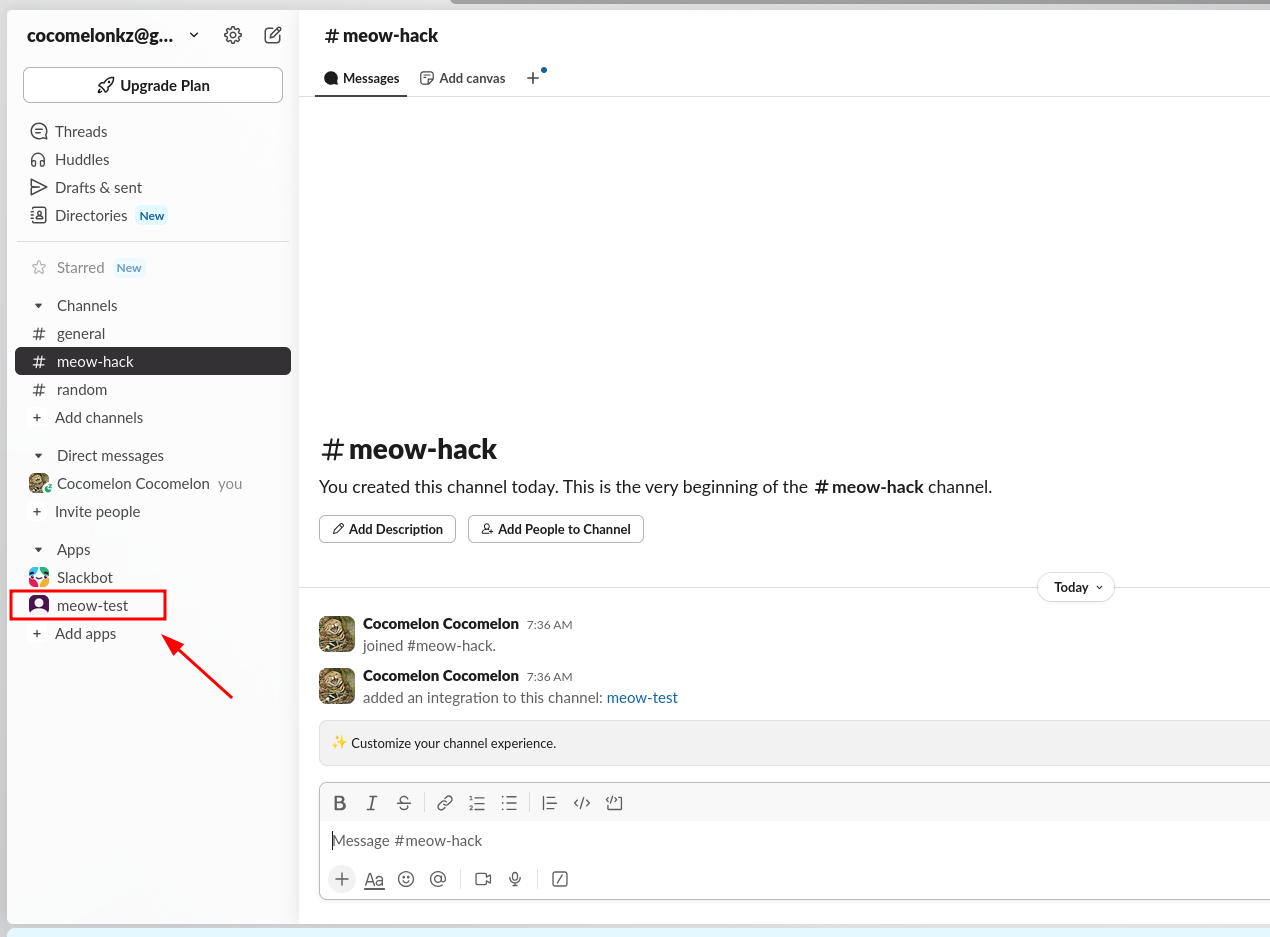 cocomelonkz@g...
Upgrade Plan
Threads
Huddles
Drafts & sent
Directories New
Starred New
Channels
# general
# meow-hack
# random
+ Add channels
Direct messages
Cocomelon Cocomelon you
+ Invite people
Apps
Slackbot
meow-test
+ Add apps
# meow-hack
Messages Add canvas +
# meow-hack
You created this channel today. This is the very beginning of the # meow-hack channel.
Add Description Add People to Channel
Today
Cocomelon Cocomelon 7:36 AM
joined #meow-hack.
Cocomelon Cocomelon 7:36 AM
added an integration to this channel: meow-test
✨ Customize your channel experience.
B I S
Message #meow-hack
+ Aa @